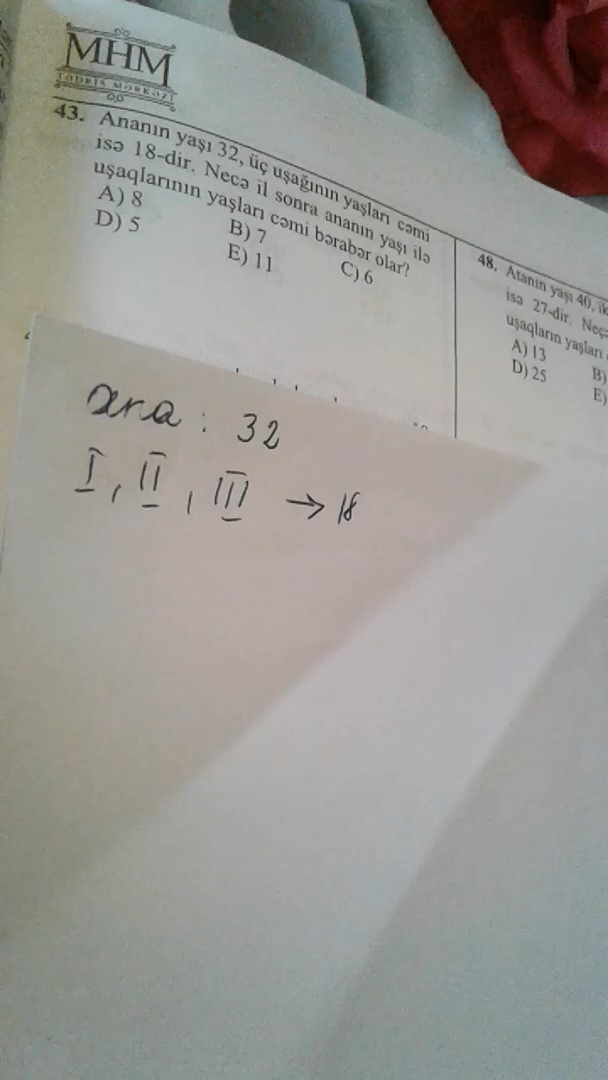 MHM
TƏDRİS MƏRKƏZİ
43. Ananın yaşı 32, üç uşağının yaşları cəmi
isə 18-dir. Necə il sonra ananın yaşı ilə
uşaqlarının yaşları cəmi bərabər olar?
A) 8
B) 7
C) 6
D) 5
E) 11
48. Atanın yaşı 40,
isə 27-dir.
uşaqların yaşları
A) 13
B)
D) 25
E)
ana : 32
I, II, III → 18